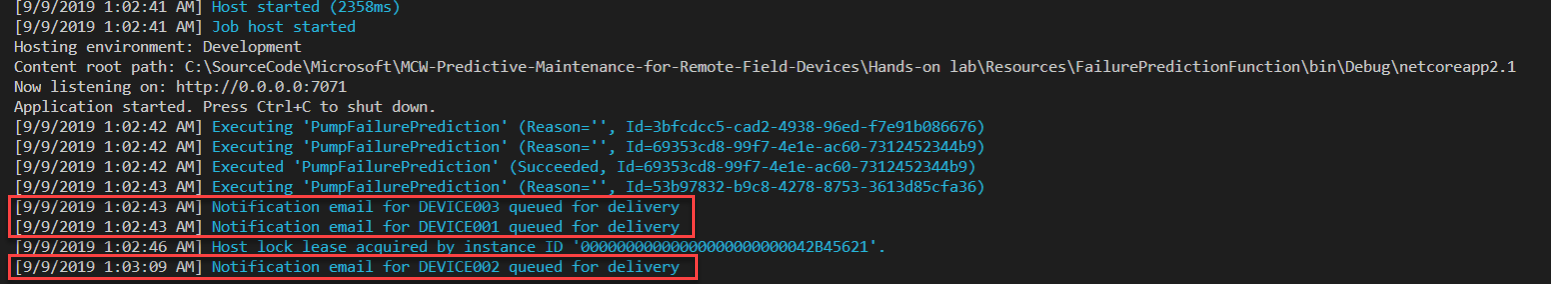 [9/9/2019 1:02:41 AM] Host started (2358ms)
[9/9/2019 1:02:41 AM] Job host started
Hosting environment: Development
Content root path: C:\SourceCode\Microsoft\MCW-Predictive-Maintenance-for-Remote-Field-Devices\Hands-on lab\Resources\FailurePredictionFunction\bin\Debug\netcoreapp2.1
Now listening on: http://0.0.0.0:7071
Application started. Press Ctrl+C to shut down.
[9/9/2019 1:02:42 AM] Executing 'PumpFailurePrediction' (Reason='', Id=3bfcdcc5-cad2-4938-96ed-f7e91b086676)
[9/9/2019 1:02:42 AM] Executing 'PumpFailurePrediction' (Reason='', Id=69353cd8-99f7-4e1e-ac60-7312452344b9)
[9/9/2019 1:02:42 AM] Executed 'PumpFailurePrediction' (Succeeded, Id=69353cd8-99f7-4e1e-ac60-7312452344b9)
[9/9/2019 1:02:43 AM] Executing 'PumpFailurePrediction' (Reason='', Id=53b97832-b9c8-4278-8753-3613d85cfa36)
[9/9/2019 1:02:43 AM] Notification email for DEVICE003 queued for delivery
[9/9/2019 1:02:43 AM] Notification email for DEVICE001 queued for delivery
[9/9/2019 1:02:46 AM] Host lock lease acquired by instance ID '00000000000000000000000042B45621'.
[9/9/2019 1:03:09 AM] Notification email for DEVICE002 queued for delivery